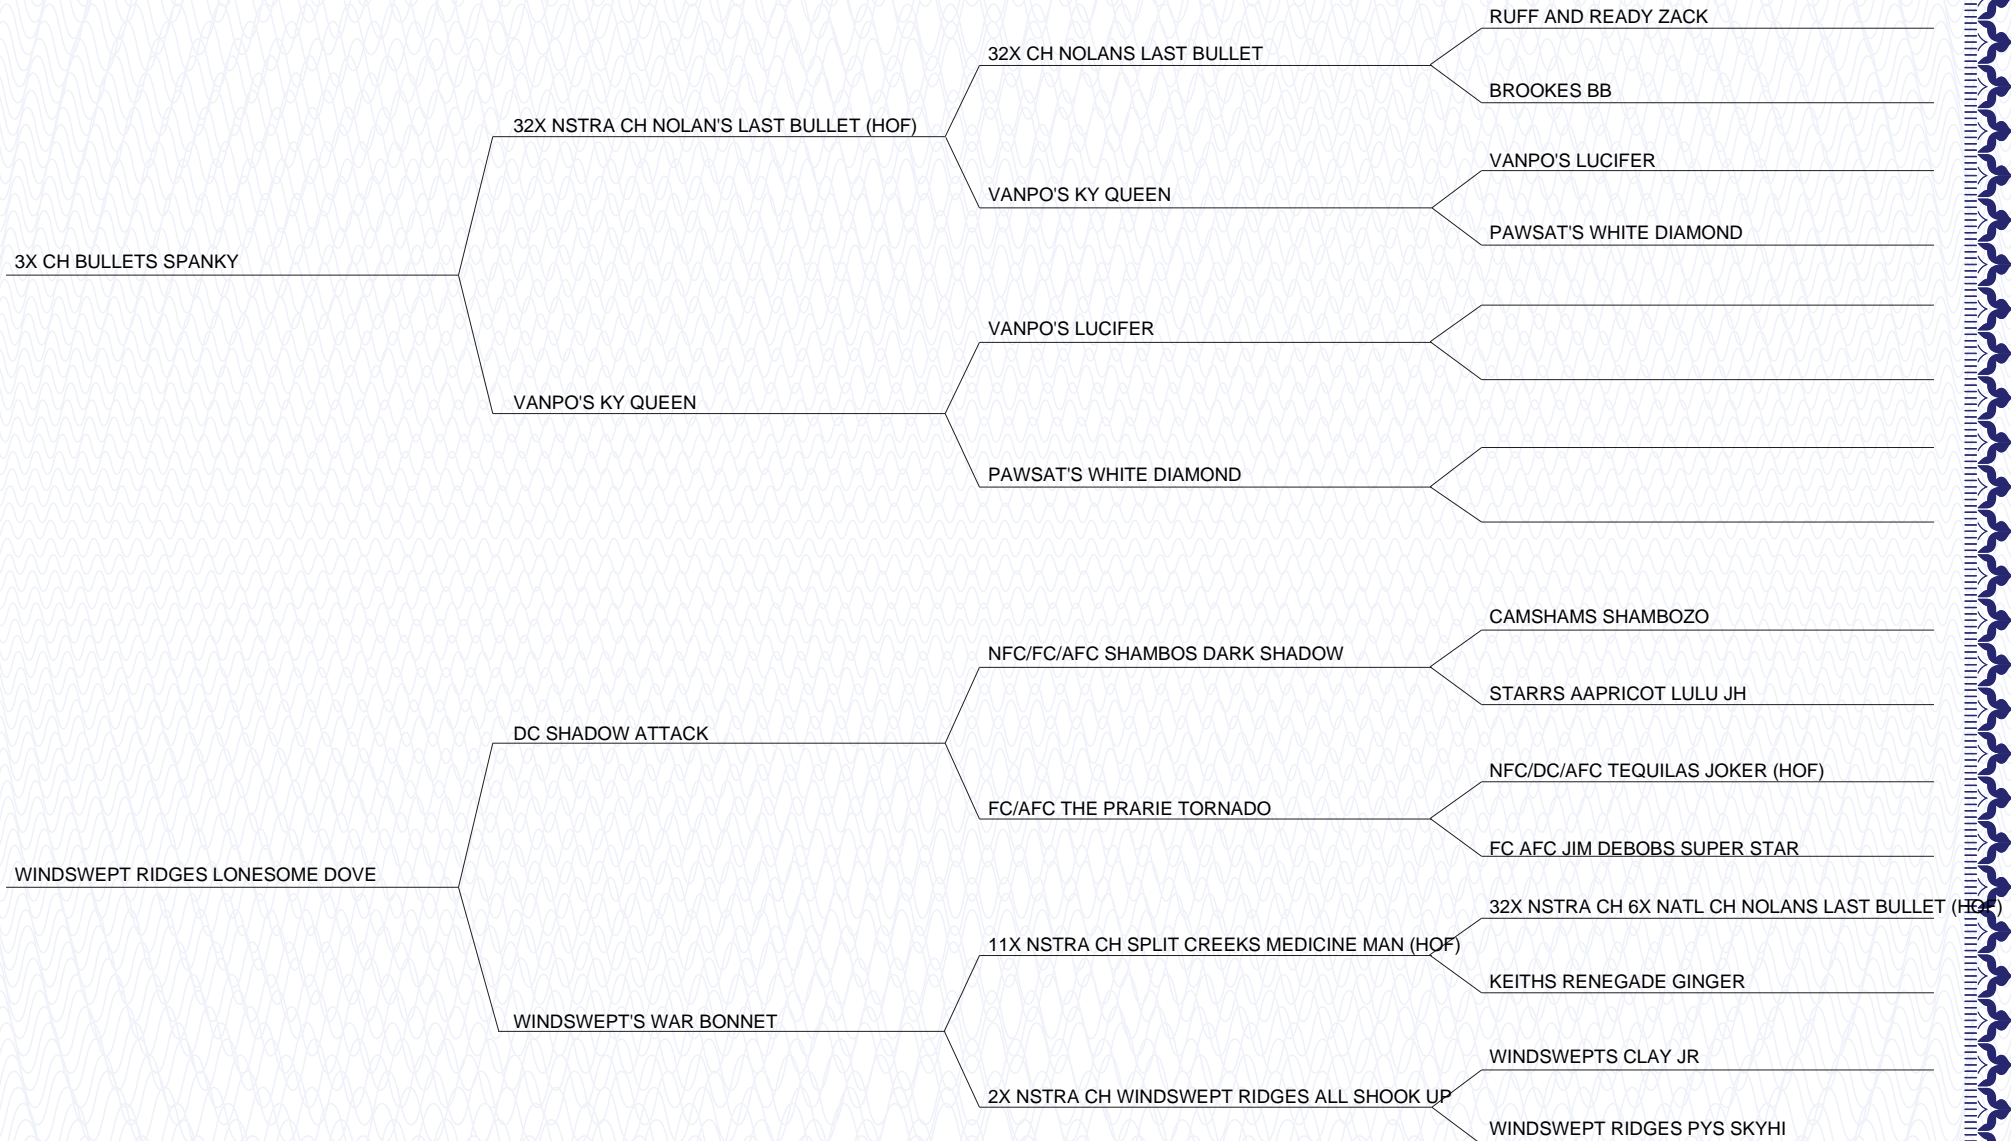 RUFF AND READY ZACK
32X CH NOLANS LAST BULLET
BROOKES BB
32X NSTRA CH NOLAN'S LAST BULLET (HOF)
VANPO'S LUCIFER
VANPO'S KY QUEEN
PAWSAT'S WHITE DIAMOND
3X CH BULLETS SPANKY
VANPO'S LUCIFER
VANPO'S KY QUEEN
PAWSAT'S WHITE DIAMOND
CAMSHAMS SHAMBOZO
NFC/FC/AFC SHAMBOS DARK SHADOW
STARRS AAPRICOT LULU JH
DC SHADOW ATTACK
NFC/DC/AFC TEQUILAS JOKER (HOF)
FC/AFC THE PRARIE TORNADO
FC AFC JIM DEBOBS SUPER STAR
WINDSWEPT RIDGES LONESOME DOVE
32X NSTRA CH 6X NATL CH NOLANS LAST BULLET (HOF)
11X NSTRA CH SPLIT CREEKS MEDICINE MAN (HOF)
KEITHS RENEGADE GINGER
WINDSWEPT'S WAR BONNET
WINDSWEPTS CLAY JR
2X NSTRA CH WINDSWEPT RIDGES ALL SHOOK UP
WINDSWEPT RIDGES PYS SKYHI